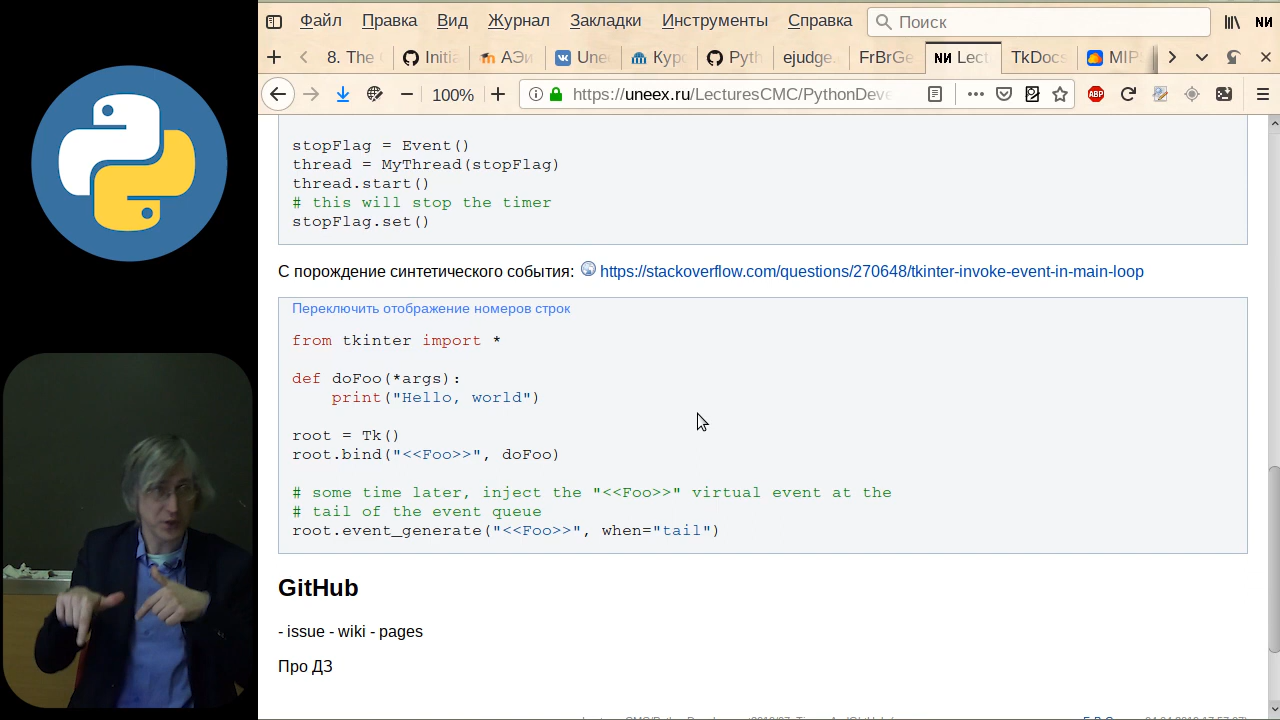 Файл Правка Вид Журнал Закладки Инструменты Справка Поиск
8. The Initia АЭи Unee Курс Pyth ejudge. FrBrGe Lect TkDocs MIP
100% https://uneex.ru/LecturesCMC/PythonDeve ABP
stopFlag = Event()
thread = MyThread(stopFlag)
thread.start()
# this will stop the timer
stopFlag.set()
С порождение синтетического события: https://stackoverflow.com/questions/270648/tkinter-invoke-event-in-main-loop
Переключить отображение номеров строк
from tkinter import *
def doFoo(*args):
    print("Hello, world")
root = Tk()
root.bind("<<Foo>>", doFoo)
# some time later, inject the "<<Foo>>" virtual event at the
# tail of the event queue
root.event_generate("<<Foo>>", when="tail")
GitHub
- issue - wiki - pages
Про ДЗ